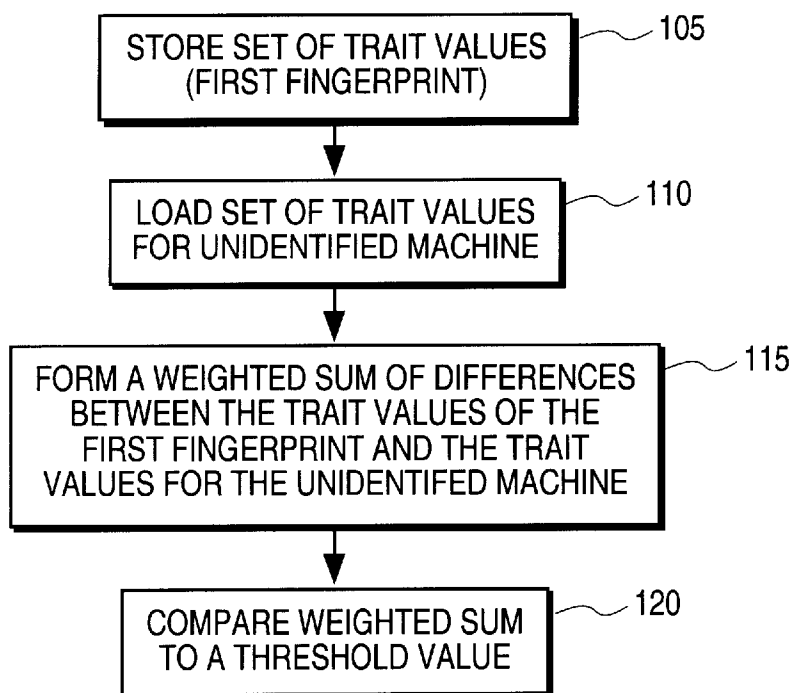 STORE SET OF TRAIT VALUES
(FIRST FINGERPRINT)
105
LOAD SET OF TRAIT VALUES
FOR UNIDENTIFIED MACHINE
110
FORM A WEIGHTED SUM OF DIFFERENCES
BETWEEN THE TRAIT VALUES OF THE
FIRST FINGERPRINT AND THE TRAIT
VALUES FOR THE UNIDENTIFED MACHINE
115
COMPARE WEIGHTED SUM
TO A THRESHOLD VALUE
120